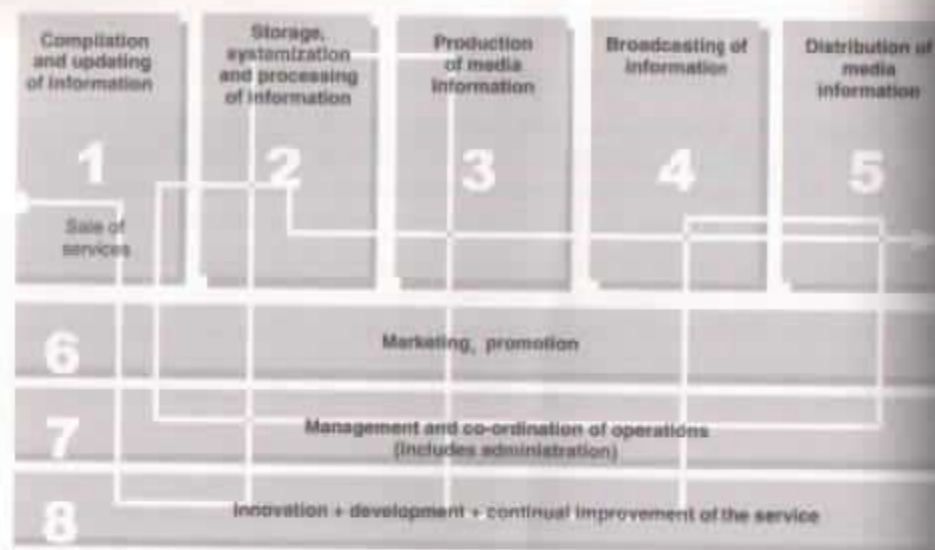 Compilation
and updating
of information
1
Sale of
services
Storage,
systemization
and processing
of information
2
Production
of media
information
3
Broadcasting of
information
4
Distribution of
media
information
5
6
Marketing, promotion
7
Management and co-ordination of operations
(includes administration)
8
Innovation + development + continual improvement of the service